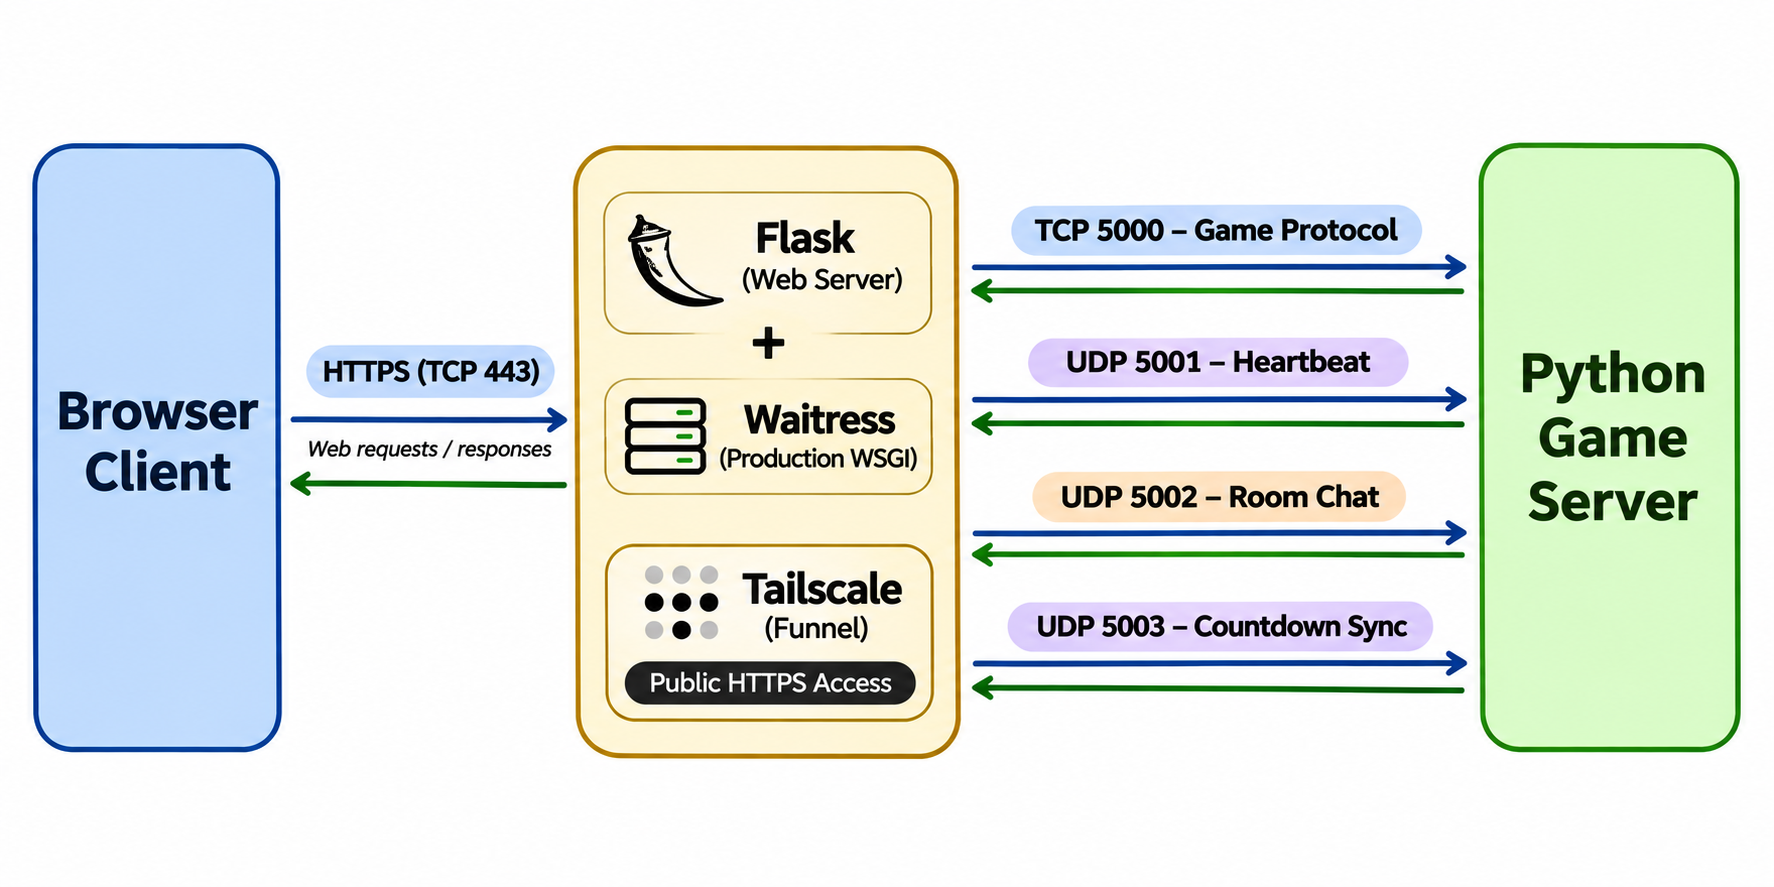 Browser
Client
HTTPS (TCP 443)
Web requests / responses
Flask
(Web Server)
+
Waitress
(Production WSGI)
Tailscale
(Funnel)
Public HTTPS Access
TCP 5000 – Game Protocol
UDP 5001 – Heartbeat
UDP 5002 – Room Chat
UDP 5003 – Countdown Sync
Python
Game
Server